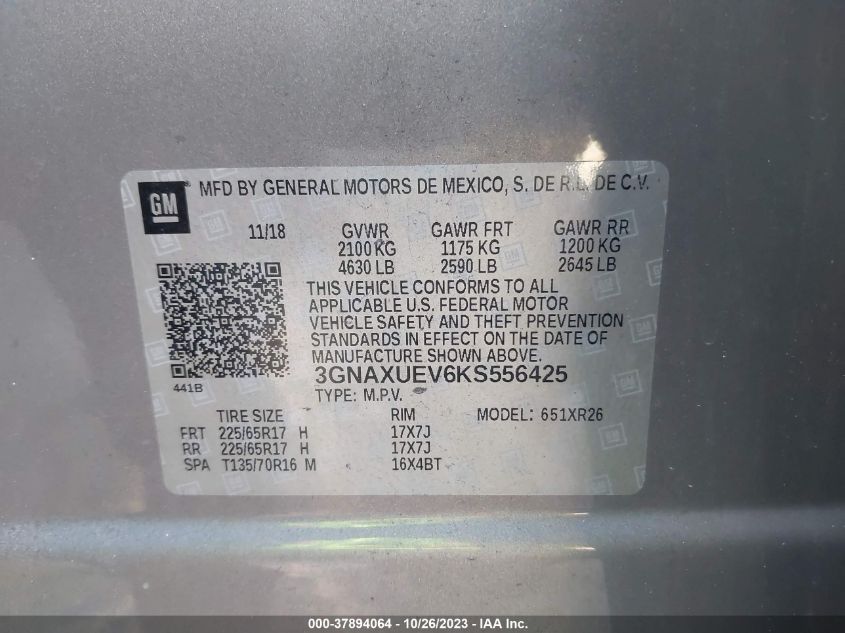 GM
MFD BY GENERAL MOTORS DE MEXICO, S. DE R.L. DE C.V.
11/18 GVWR GAWR FRT GAWR RR
2100 KG 1175 KG 1200 KG
4630 LB 2590 LB 2645 LB
THIS VEHICLE CONFORMS TO ALL
APPLICABLE U.S. FEDERAL MOTOR
VEHICLE SAFETY AND THEFT PREVENTION
STANDARDS IN EFFECT ON THE DATE OF
MANUFACTURE SHOWN ABOVE.
3GNAXUEV6KS556425
441B
TYPE: M.P.V.
TIRE SIZE RIM MODEL: 651XR26
FRT 225/65R17 H 17X7J
RR 225/65R17 H 17X7J
SPA T135/70R16 M 16X4BT
000-37894064 - 10/26/2023 - IAA Inc.